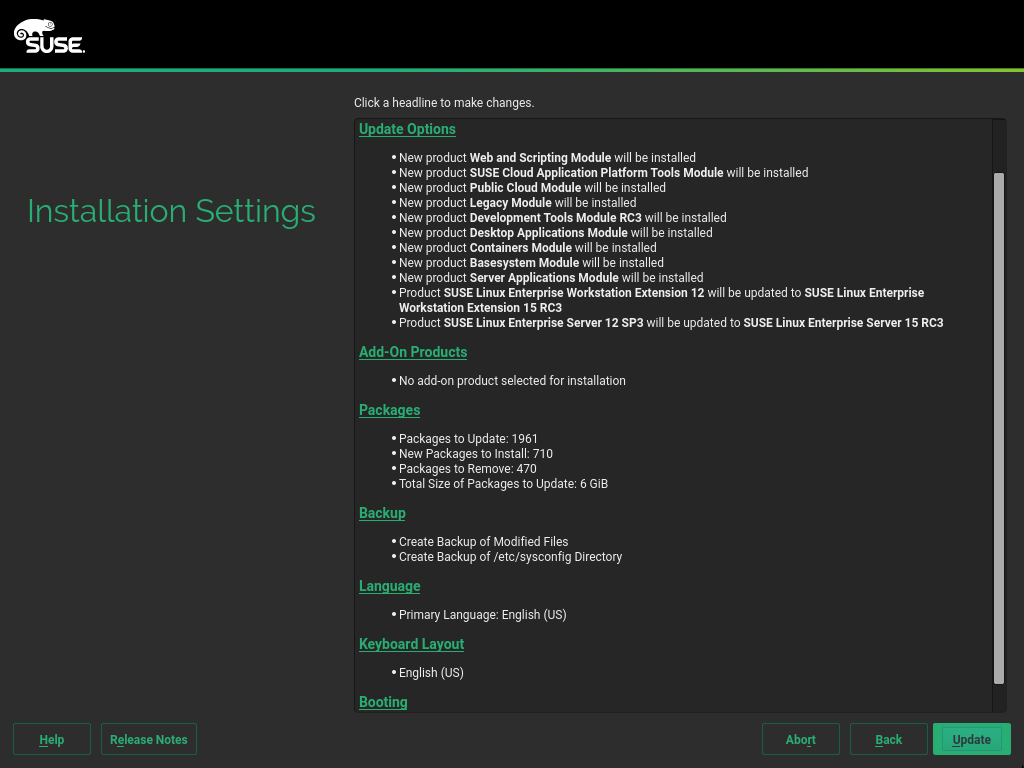 SUSE.
Click a headline to make changes.
Installation Settings
Update Options
• New product Web and Scripting Module will be installed
• New product SUSE Cloud Application Platform Tools Module will be installed
• New product Public Cloud Module will be installed
• New product Legacy Module will be installed
• New product Development Tools Module RC3 will be installed
• New product Desktop Applications Module will be installed
• New product Containers Module will be installed
• New product Basesystem Module will be installed
• New product Server Applications Module will be installed
• Product SUSE Linux Enterprise Workstation Extension 12 will be updated to SUSE Linux Enterprise
Workstation Extension 15 RC3
• Product SUSE Linux Enterprise Server 12 SP3 will be updated to SUSE Linux Enterprise Server 15 RC3
Add-On Products
• No add-on product selected for installation
Packages
• Packages to Update: 1961
• New Packages to Install: 710
• Packages to Remove: 470
• Total Size of Packages to Update: 6 GiB
Backup
• Create Backup of Modified Files
• Create Backup of /etc/sysconfig Directory
Language
• Primary Language: English (US)
Keyboard Layout
• English (US)
Booting
Help
Release Notes
Abort
Back
Update